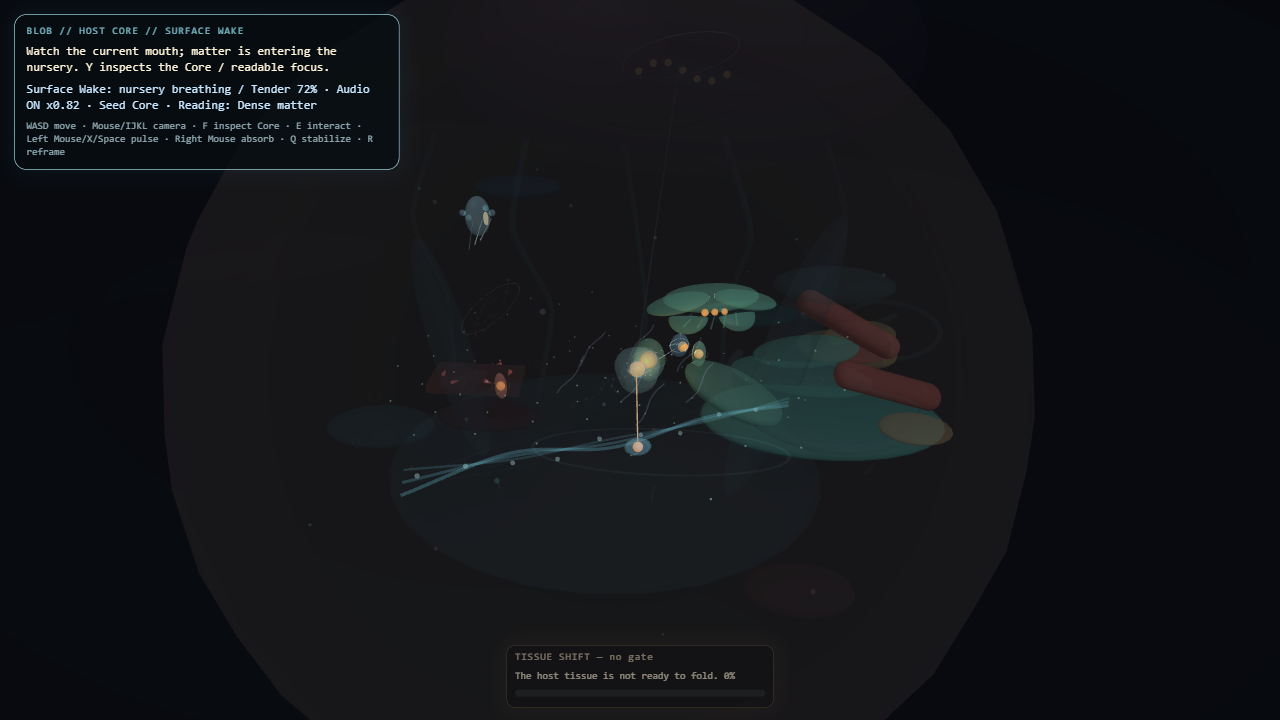 BLOB // HOST CORE // SURFACE WAKE
Watch the current mouth; matter is entering the
nursery. Y inspects the Core / readable focus.
Surface Wake: nursery breathing / Tender 72% · Audio
ON x0.82 · Seed Core · Reading: Dense matter
WASD move · Mouse/IJKL camera · F inspect Core · E interact ·
Left Mouse/X/Space pulse · Right Mouse absorb · Q stabilize · R
reframe
TISSUE SHIFT — no gate
The host tissue is not ready to fold. 0%